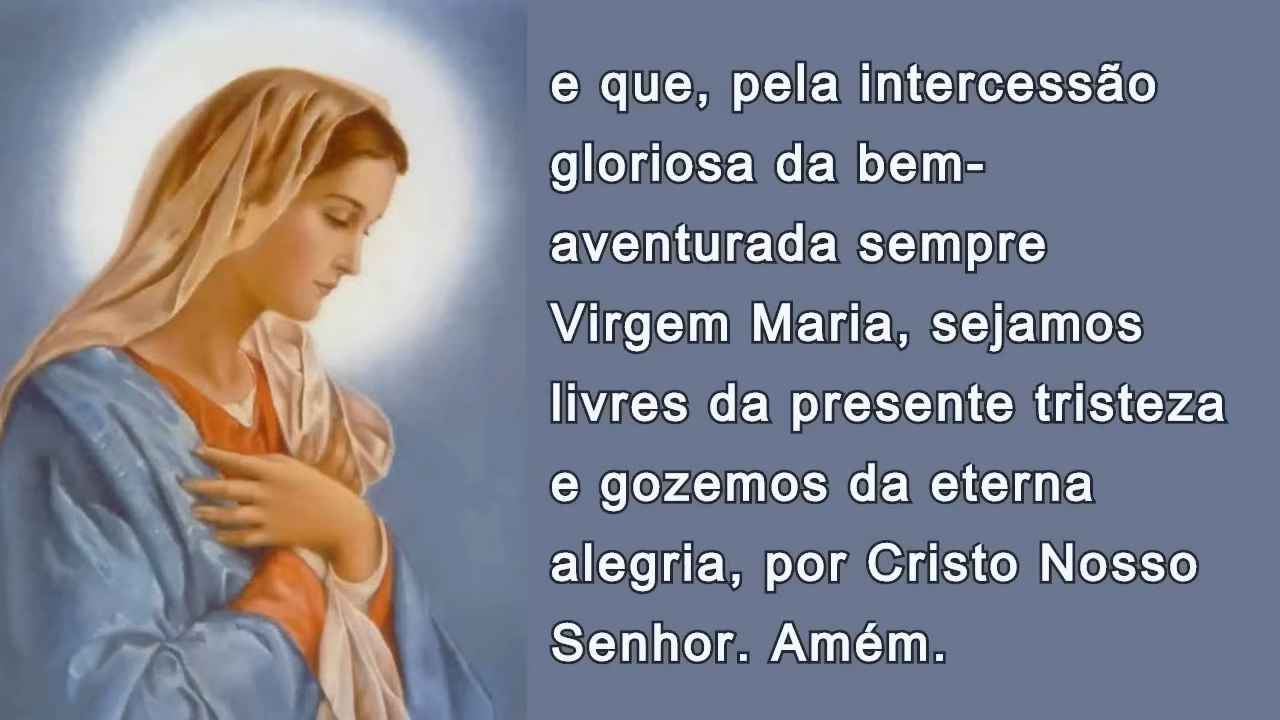 e que, pela intercessão
gloriosa da bem-
aventurada sempre
Virgem Maria, sejamos
livres da presente tristeza
e gozemos da eterna
alegria, por Cristo Nosso
Senhor. Amém.